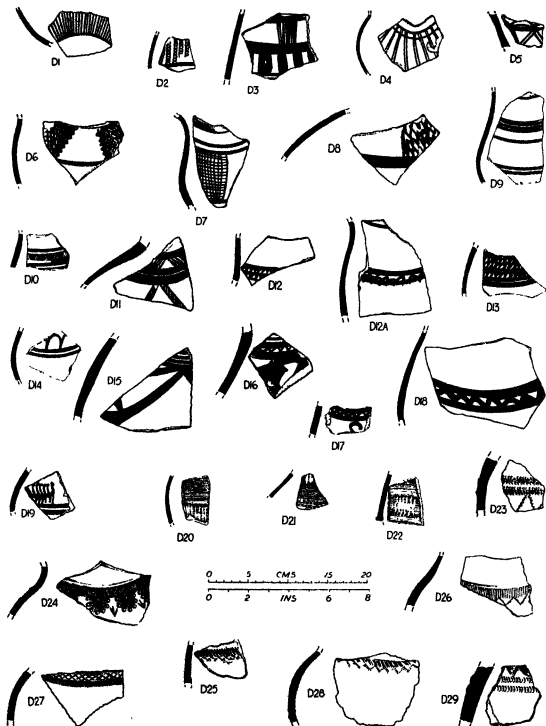 D1 D2 D3 D4 D5
D6 D7 D8 D9
D10 D11 D12 D12A D13
D14 D15 D16 D17 D18
D19 D20 D21 D22 D23
D24 0 5 CMS 15 20 D26
0 2 INS 6 8
D27 D25 D28 D29